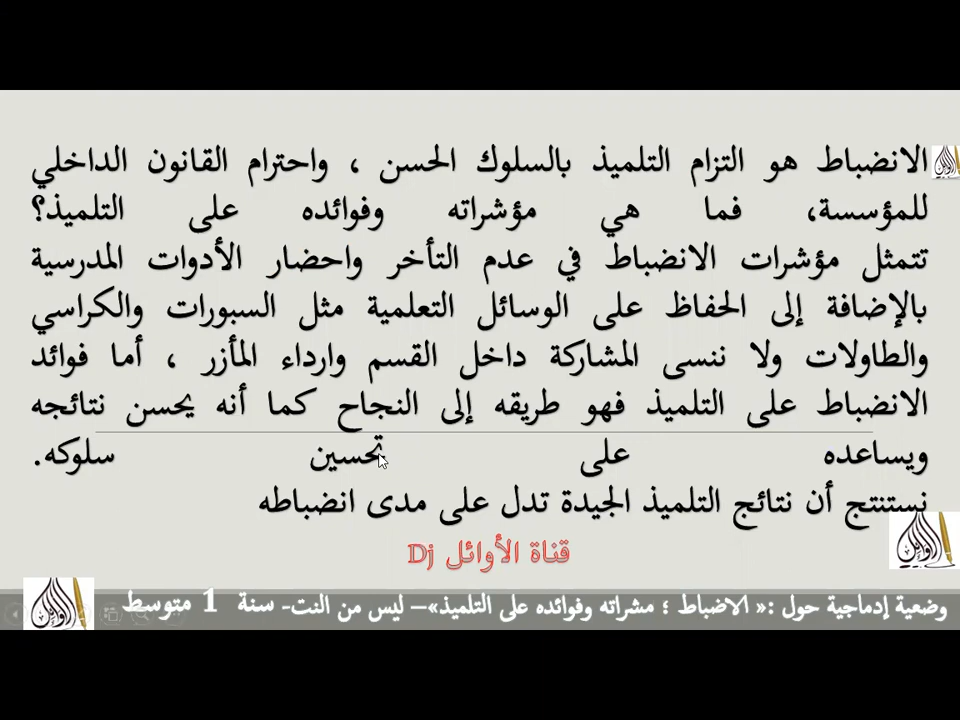 الانضباط هو التزام التلميذ بالسلوك الحسن ، واحترام القانون الداخلي
للمؤسسة، فما هي مؤشراته وفوائده على التلميذ؟
تتمثل مؤشرات الانضباط في عدم التأخر واحضار الأدوات المدرسية
بالإضافة إلى الحفاظ على الوسائل التعلمية مثل السبورات والكراسي
والطاولات ولا ننسى المشاركة داخل القسم وارداء المأزر ، أما فوائد
الانضباط على التلميذ فهو طريقه إلى النجاح كما أنه يحسن نتائجه
ويساعده على تحسين سلوكه.
نستنتج أن نتائج التلميذ الجيدة تدل على مدى انضباطه
قناة الأوائل Dj
وضعية إدماجية حول :« الاضباط ؛ مشراته وفوائده على التلميذ»– ليس من النت- سنة 1 متوسط
الأوائل
الأوائل
الأوائل